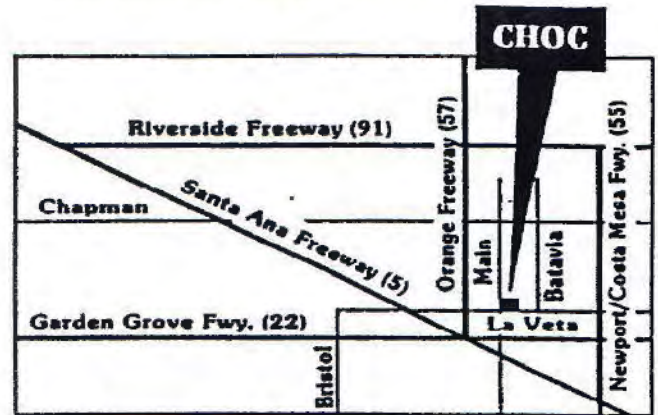 CHOC
Riverside Freeway (91)
Orange Freeway (57)
Newport/Costa Mesa Fwy. (55)
Santa Ana Freeway (5)
Chapman
Main
Batavia
La Veta
Garden Grove Fwy. (22)
Bristol